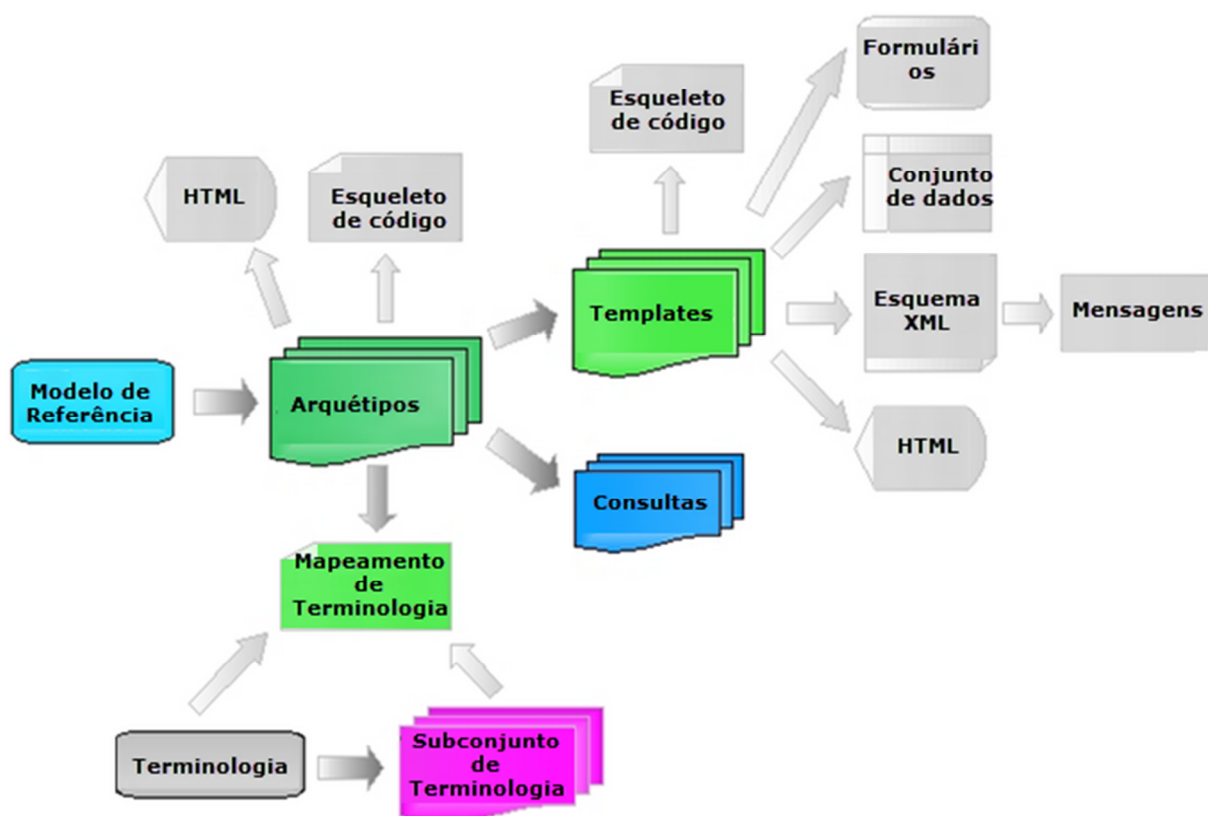 Formulári
os
Esqueleto
de código
HTML
Esqueleto
de código
Conjunto
de dados
Templates
Esquema
XML
Mensagens
Modelo de
Referência
Arquétipos
HTML
Consultas
Mapeamento
de
Terminologia
Terminologia
Subconjunto
de
Terminologia